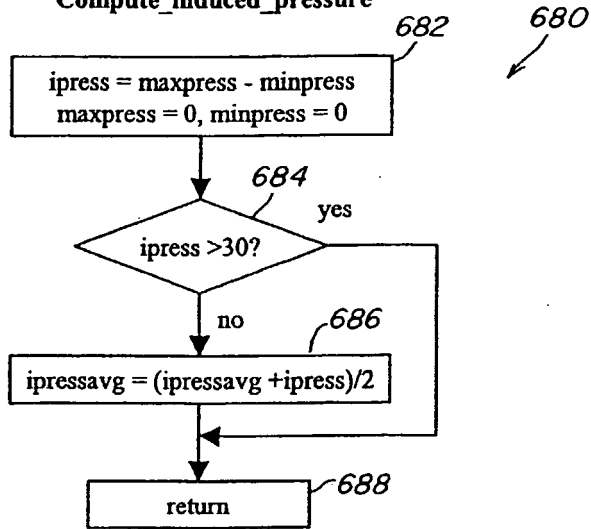 Compute_induced_pressure
680
682
ipress = maxpress - minpress
maxpress = 0, minpress = 0
684
yes
ipress >30?
no
686
ipressavg = (ipressavg +ipress)/2
688
return